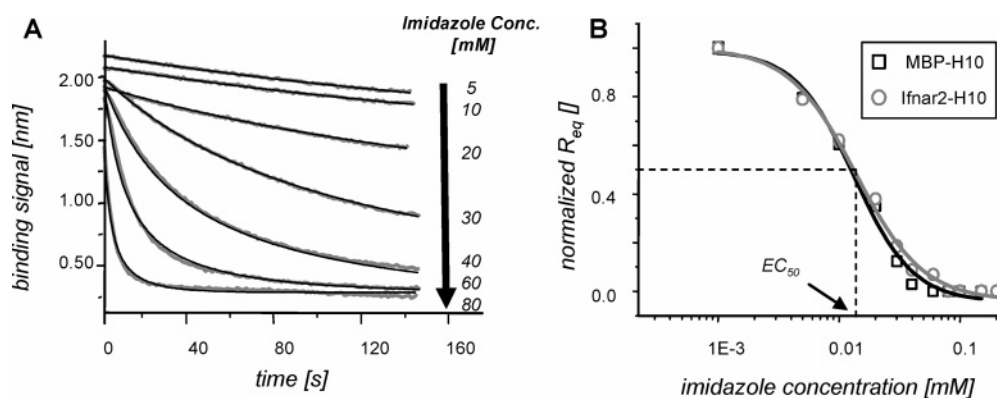 A
Imidazole Conc.
[mM]
2.00
1.50
1.00
0.50
binding signal [nm]
5
10
20
30
40
60
80
0
40
80
120
160
time [s]
B
MBP-H10
Ifnar2-H10
0.8
0.4
0.0
normalized Req []
EC50
1E-3
0.01
0.1
imidazole concentration [mM]